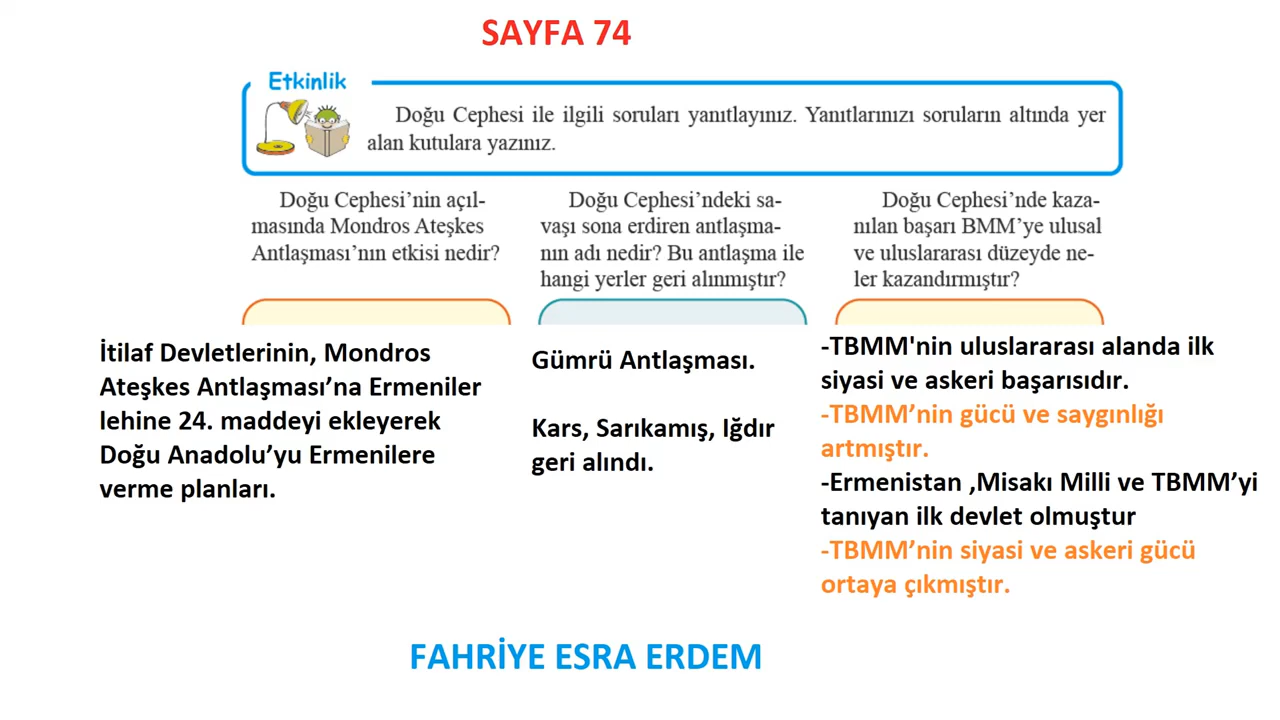 SAYFA 74
Etkinlik
Doğu Cephesi ile ilgili soruları yanıtlayınız. Yanıtlarınızı soruların altında yer
alan kutulara yazınız.
Doğu Cephesi’nin açıl-
masında Mondros Ateşkes
Antlaşması’nın etkisi nedir?
Doğu Cephesi’ndeki sa-
vaşı sona erdiren antlaşma-
nın adı nedir? Bu antlaşma ile
hangi yerler geri alınmıştır?
Doğu Cephesi’nde kaza-
nılan başarı BMM’ye ulusal
ve uluslararası düzeyde ne-
ler kazandırmıştır?
İtilaf Devletlerinin, Mondros
Ateşkes Antlaşması’na Ermeniler
lehine 24. maddeyi ekleyerek
Doğu Anadolu’yu Ermenilere
verme planları.
Gümrü Antlaşması.
Kars, Sarıkamış, Iğdır
geri alındı.
-TBMM'nin uluslararası alanda ilk
siyasi ve askeri başarısıdır.
-TBMM’nin gücü ve saygınlığı
artmıştır.
-Ermenistan ,Misakı Milli ve TBMM’yi
tanıyan ilk devlet olmuştur
-TBMM’nin siyasi ve askeri gücü
ortaya çıkmıştır.
FAHRİYE ESRA ERDEM